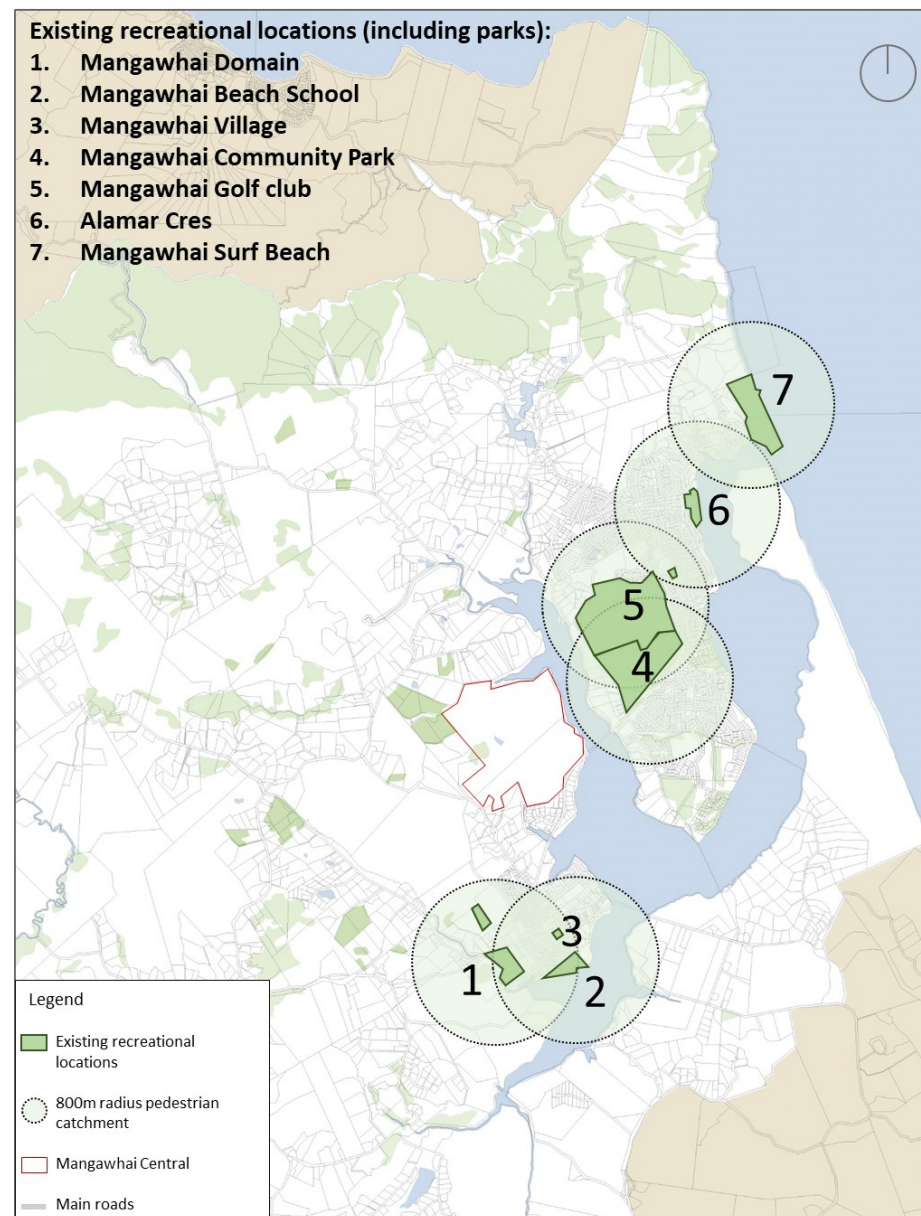 Existing recreational locations (including parks):
1. Mangawhai Domain
2. Mangawhai Beach School
3. Mangawhai Village
4. Mangawhai Community Park
5. Mangawhai Golf club
6. Alamar Cres
7. Mangawhai Surf Beach
7
6
5
4
3
1
2
Legend
Existing recreational
locations
800m radius pedestrian
catchment
Mangawhai Central
Main roads